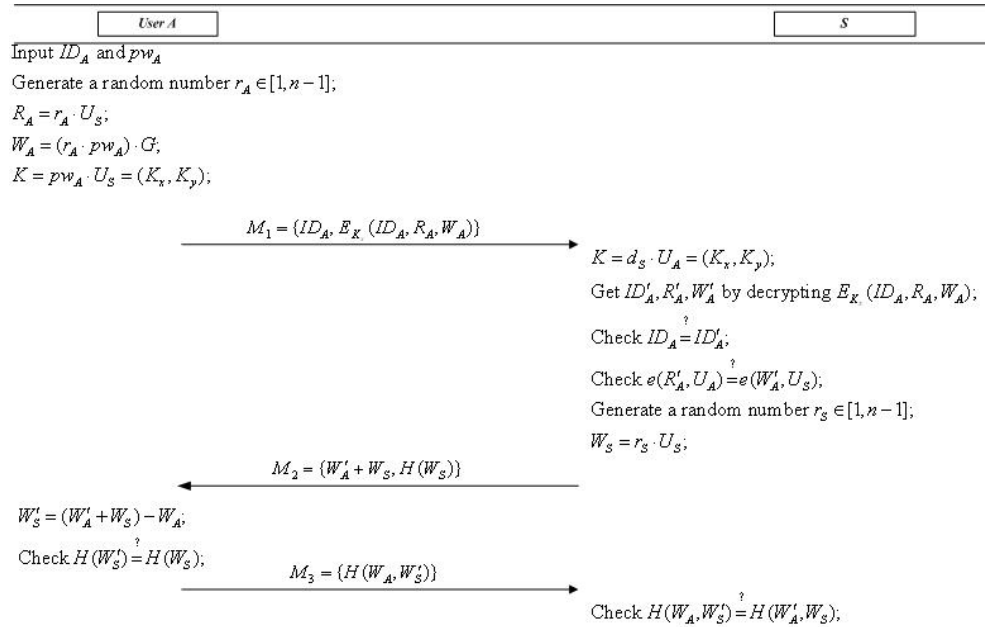 User A
S
Input ID_A and pw_A
Generate a random number r_A ∈ [1, n−1];
R_A = r_A · U_S;
W_A = (r_A · pw_A) · G;
K = pw_A · U_S = (K_x, K_y);
M_1 = {ID_A, E_{K_x}(ID_A, R_A, W_A)}
K = d_S · U_A = (K_x, K_y);
Get ID'_A, R'_A, W'_A by decrypting E_{K_x}(ID_A, R_A, W_A);
Check ID_A ?= ID'_A;
Check e(R'_A, U_A) ?= e(W'_A, U_S);
Generate a random number r_S ∈ [1, n−1];
W_S = r_S · U_S;
M_2 = {W'_A + W_S, H(W_S)}
W'_S = (W'_A + W_S) − W_A;
Check H(W'_S) ?= H(W_S);
M_3 = {H(W_A, W'_S)}
Check H(W_A, W'_S) ?= H(W'_A, W_S);